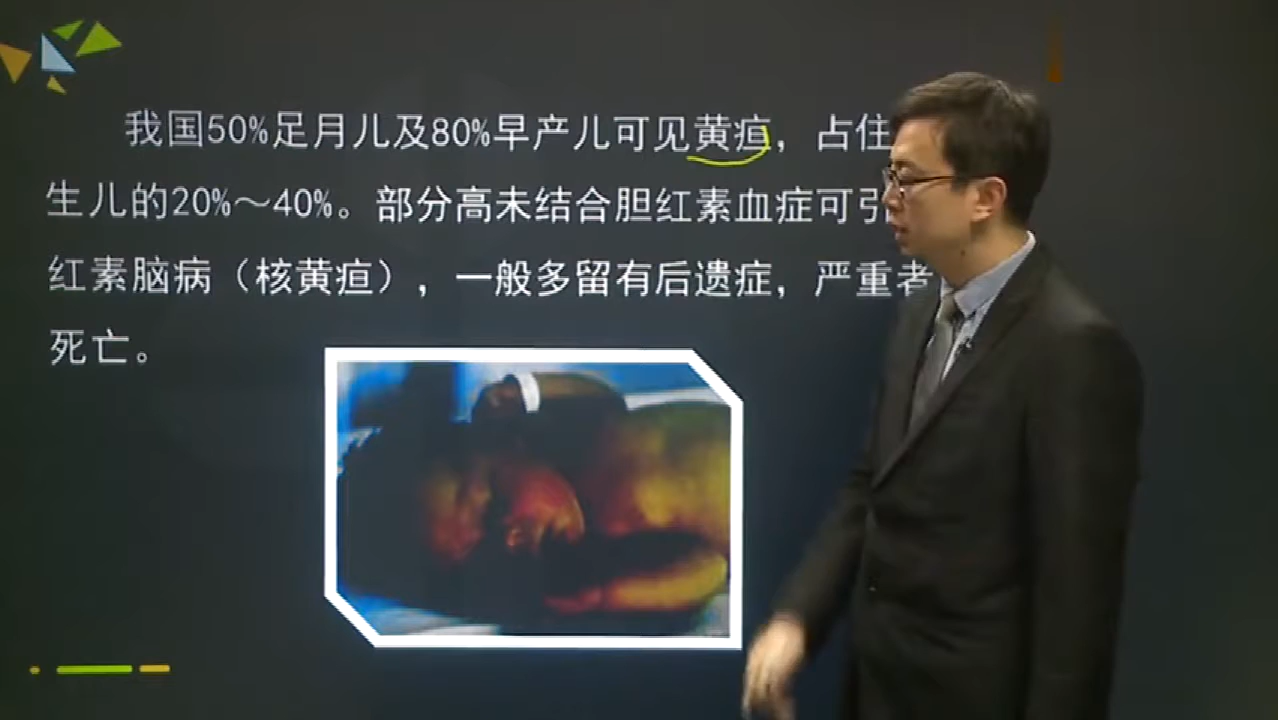 我国50%足月儿及80%早产儿可见黄疸，占住
生儿的20%～40%。部分高未结合胆红素血症可引
红素脑病（核黄疸），一般多留有后遗症，严重者
死亡。